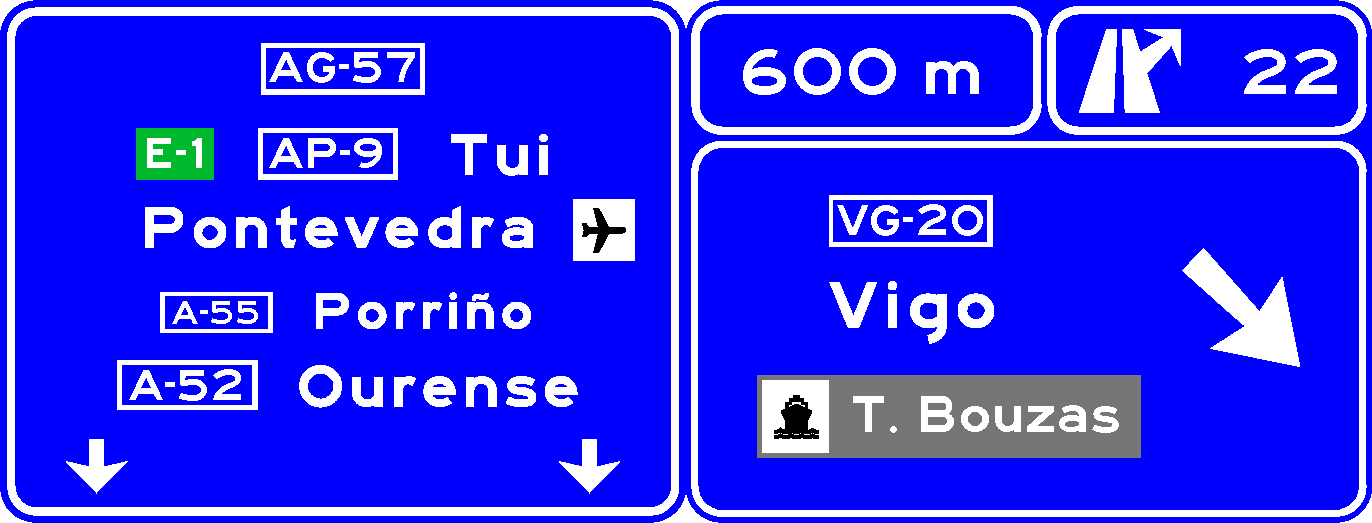 AG-57
E-1 AP-9 Tui
Pontevedra
A-55 Porriño
A-52 Ourense
600 m
22
VG-20
Vigo
T. Bouzas